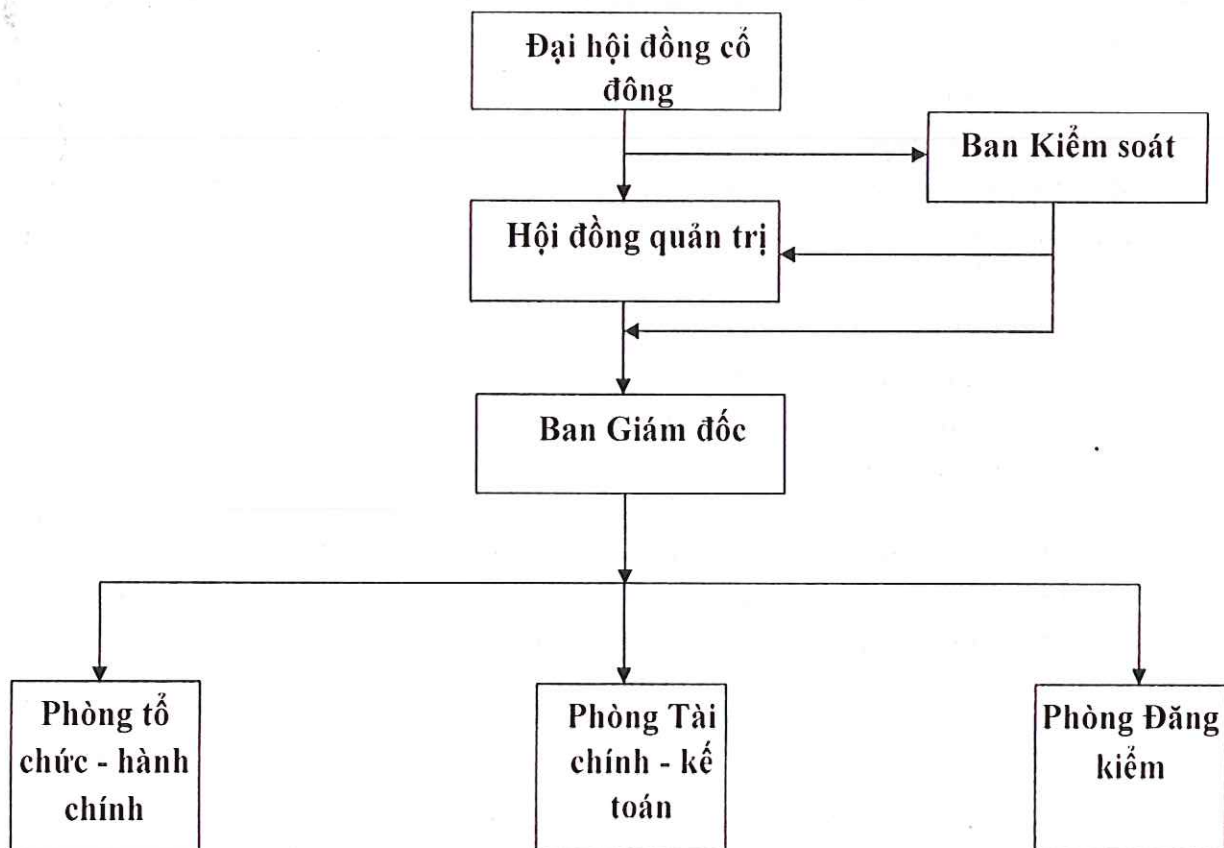 Đại hội đồng cổ
đông
Ban Kiểm soát
Hội đồng quản trị
Ban Giám đốc
Phòng tổ
chức - hành
chính
Phòng Tài
chính - kế
toán
Phòng Đăng
kiểm